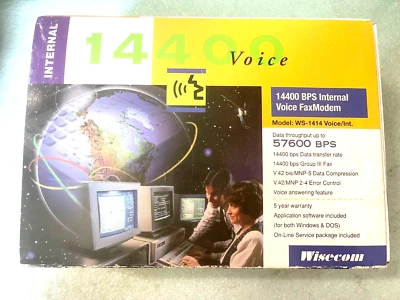 INTERNAL
14400
Voice
14400 BPS Internal
Voice FaxModem
Model: WS-1414 Voice/Int.
Data throughput up to
57600 BPS
14400 bps Data transfer rate
14400 bps Group III Fax
V.42 bis/MNP-5 Data Compression
V.42/MNP 2-4 Error Control
Voice answering feature
5 year warranty
Application software included
(for both Windows & DOS)
On-Line Service package included
Wisecom